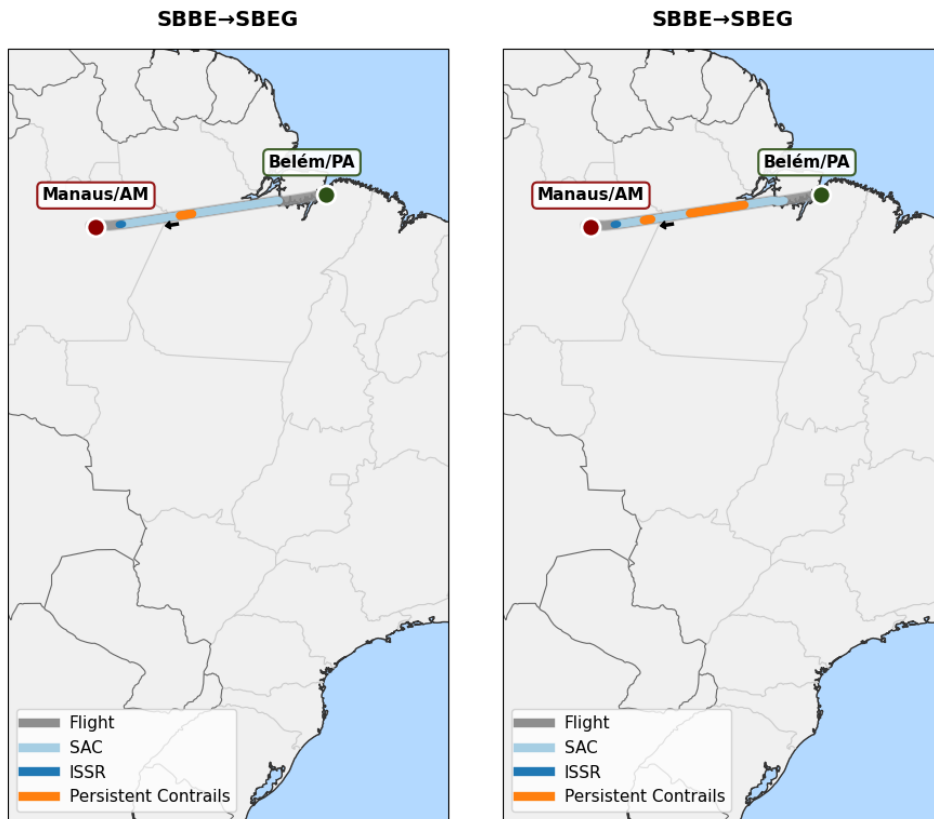 SBBE→SBEG
Belém/PA
Manaus/AM
Flight
SAC
ISSR
Persistent Contrails
SBBE→SBEG
Belém/PA
Manaus/AM
Flight
SAC
ISSR
Persistent Contrails